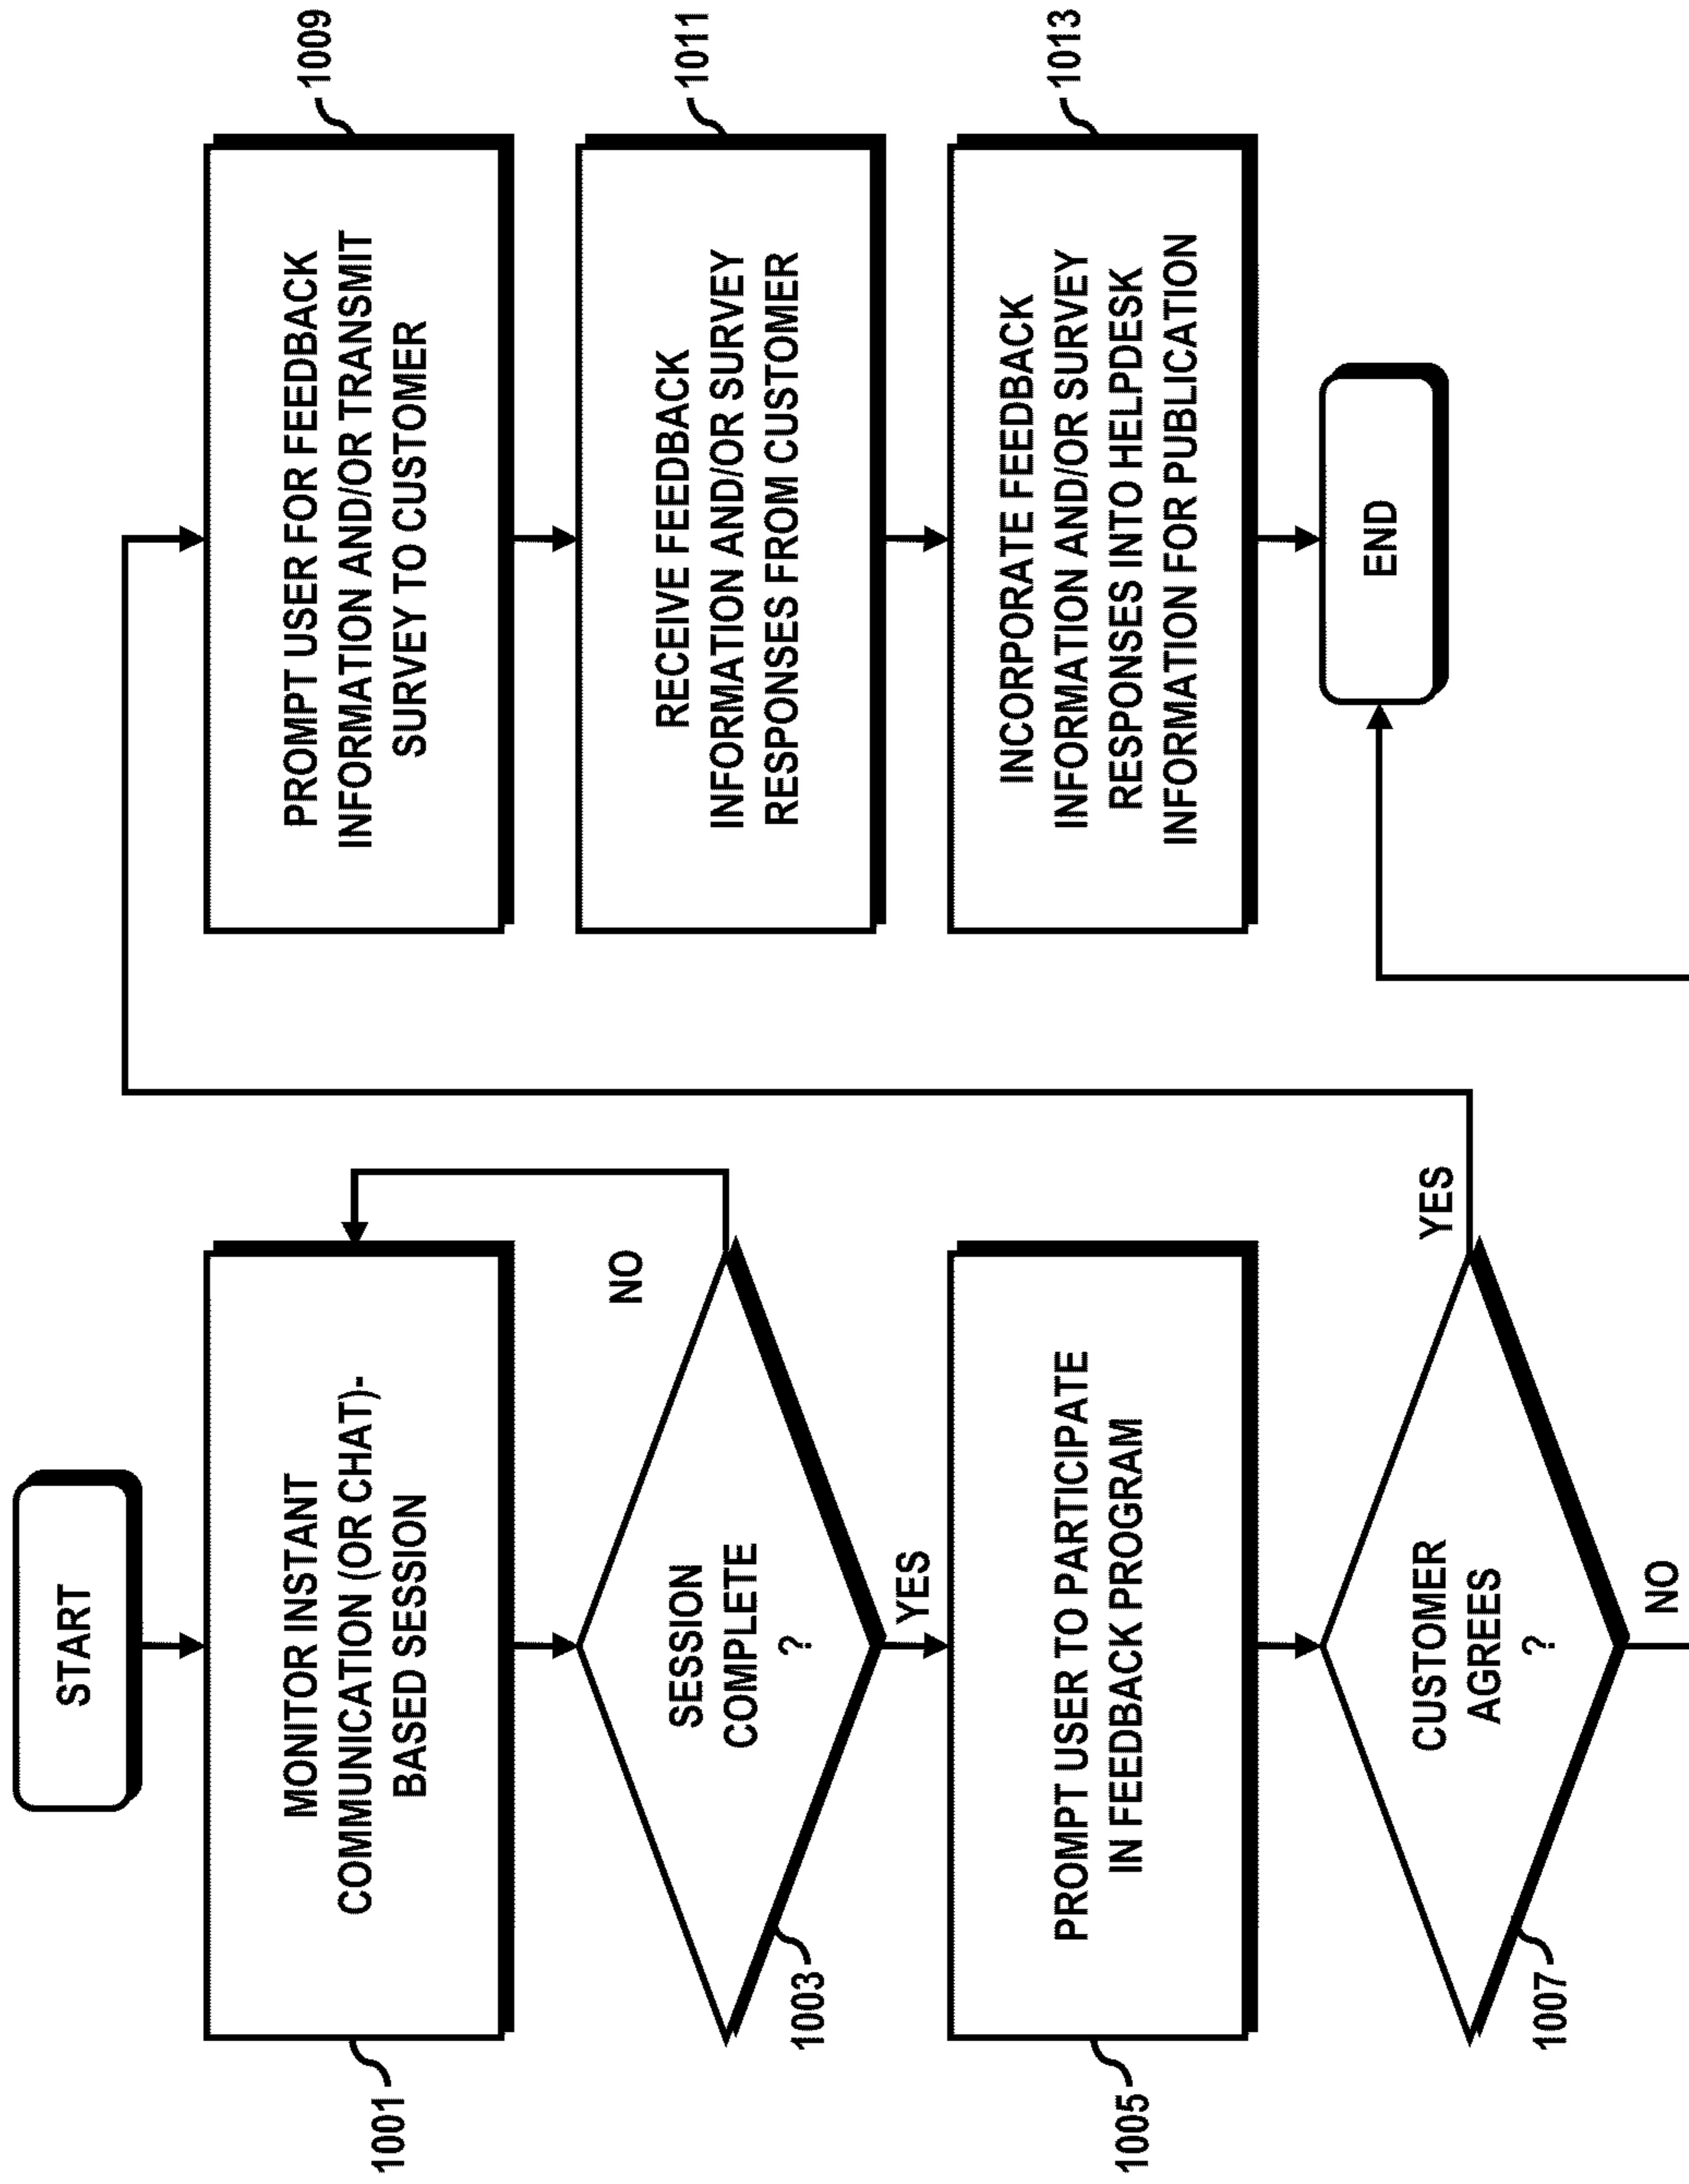 START
1001
MONITOR INSTANT
COMMUNICATION (OR CHAT)-
BASED SESSION
1003
SESSION
COMPLETE
?
NO
YES
1005
PROMPT USER TO PARTICIPATE
IN FEEDBACK PROGRAM
1007
CUSTOMER
AGREES
?
YES
NO
1009
PROMPT USER FOR FEEDBACK
INFORMATION AND/OR TRANSMIT
SURVEY TO CUSTOMER
1011
RECEIVE FEEDBACK
INFORMATION AND/OR SURVEY
RESPONSES FROM CUSTOMER
1013
INCORPORATE FEEDBACK
INFORMATION AND/OR SURVEY
RESPONSES INTO HELPDESK
INFORMATION FOR PUBLICATION
END